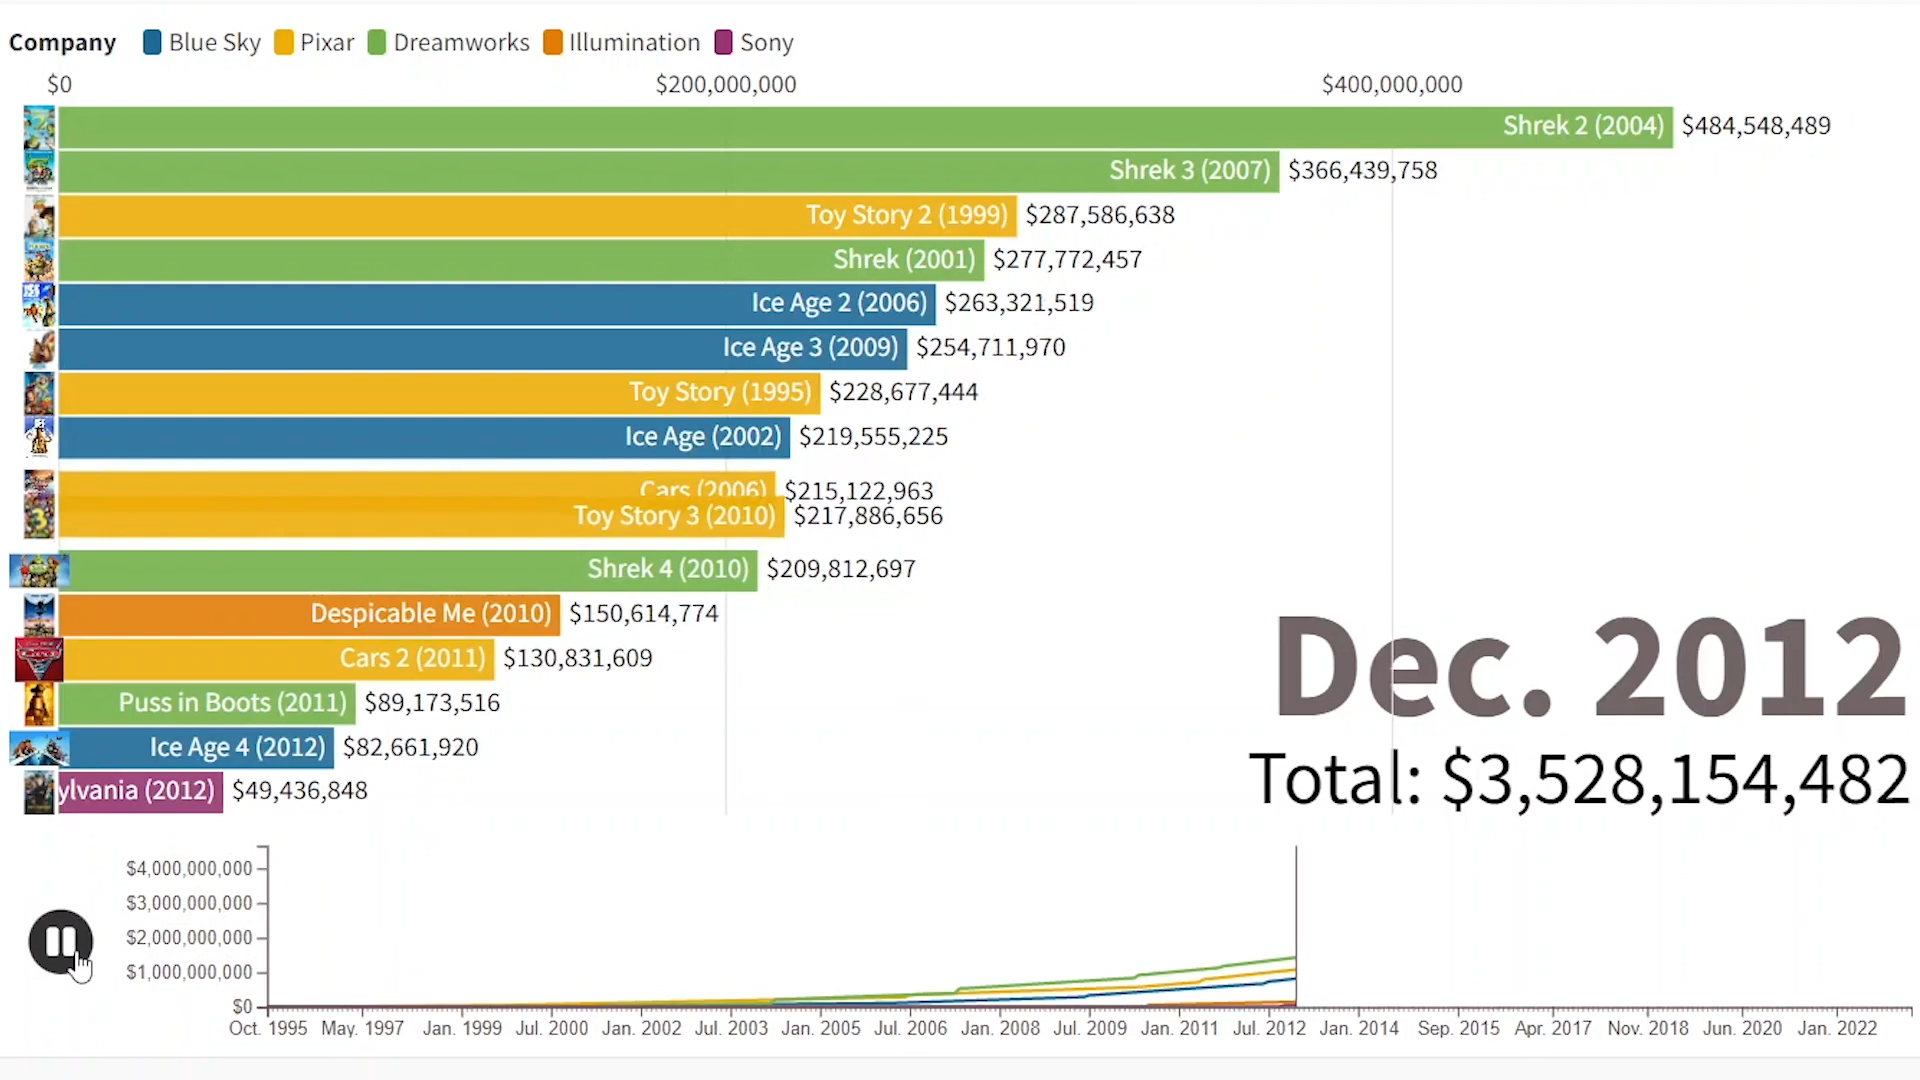 Company Blue Sky Pixar Dreamworks Illumination Sony
$0 $200,000,000 $400,000,000
Shrek 2 (2004) $484,548,489
Shrek 3 (2007) $366,439,758
Toy Story 2 (1999) $287,586,638
Shrek (2001) $277,772,457
Ice Age 2 (2006) $263,321,519
Ice Age 3 (2009) $254,711,970
Toy Story (1995) $228,677,444
Ice Age (2002) $219,555,225
Cars (2006) $215,122,963
Toy Story 3 (2010) $217,886,656
Shrek 4 (2010) $209,812,697
Despicable Me (2010) $150,614,774
Cars 2 (2011) $130,831,609
Puss in Boots (2011) $89,173,516
Ice Age 4 (2012) $82,661,920
ylvania (2012) $49,436,848
Dec. 2012
Total: $3,528,154,482
$4,000,000,000
$3,000,000,000
$2,000,000,000
$1,000,000,000
$0
Oct. 1995 May. 1997 Jan. 1999 Jul. 2000 Jan. 2002 Jul. 2003 Jan. 2005 Jul. 2006 Jan. 2008 Jul. 2009 Jan. 2011 Jul. 2012 Jan. 2014 Sep. 2015 Apr. 2017 Nov. 2018 Jun. 2020 Jan. 2022